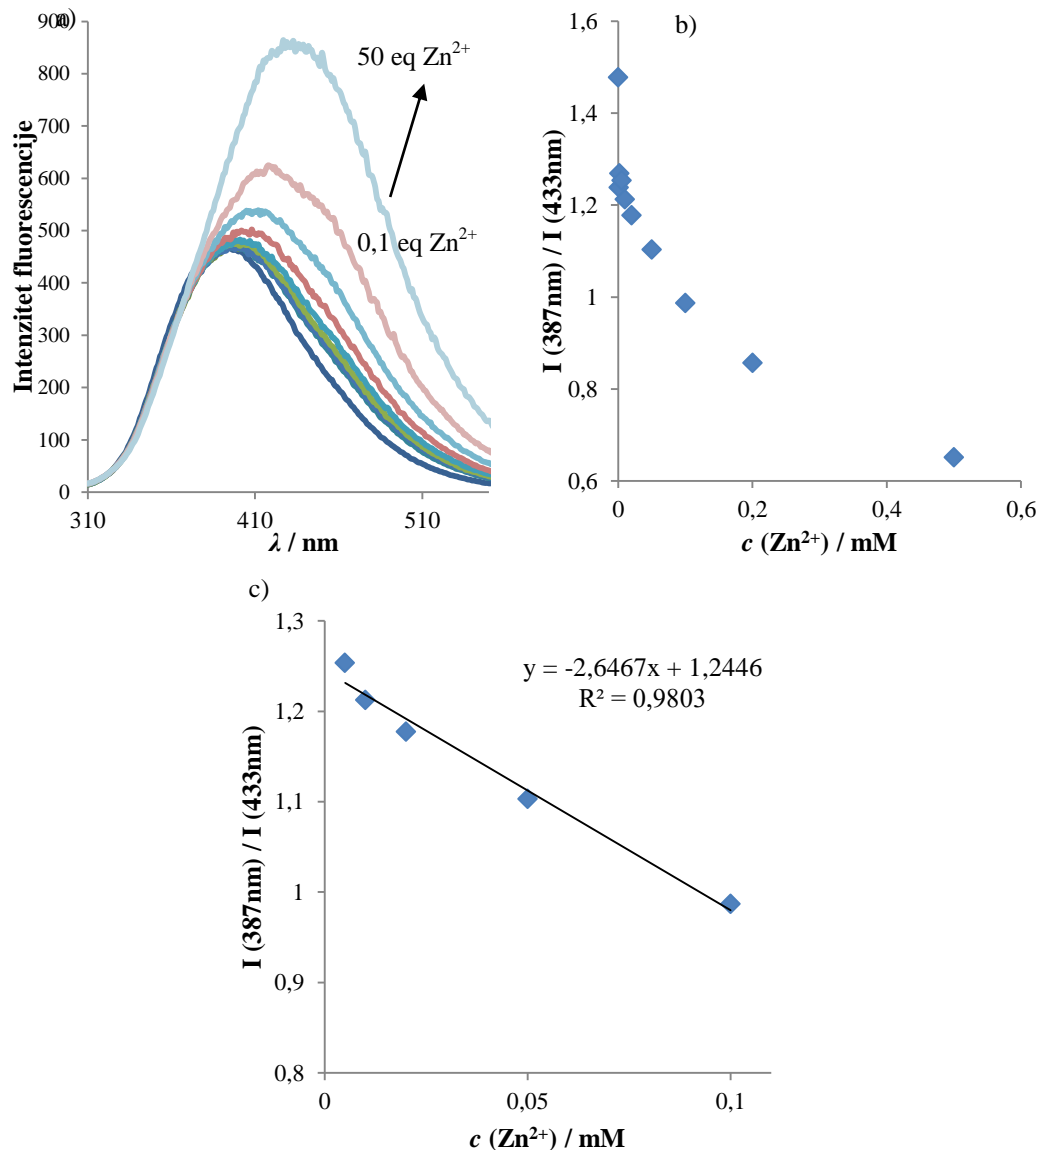 a)
900
800
700
600
500
400
300
200
100
0
310
410
510
Intenzitet fluorescencije
λ / nm
50 eq Zn²⁺
0,1 eq Zn²⁺
b)
1,6
1,4
1,2
1
0,8
0,6
0
0,2
0,4
0,6
I (387nm) / I (433nm)
c (Zn²⁺) / mM
c)
1,3
1,2
1,1
1
0,9
0,8
0
0,05
0,1
I (387nm) / I (433nm)
c (Zn²⁺) / mM
y = -2,6467x + 1,2446
R² = 0,9803